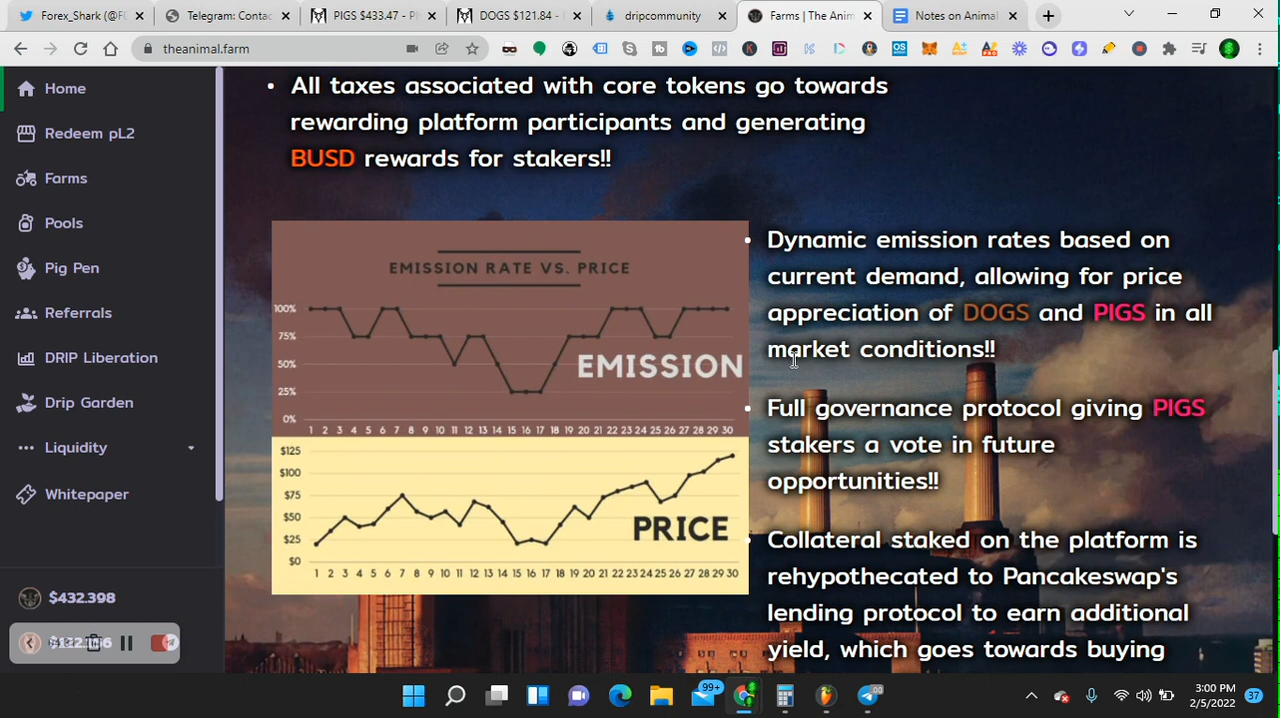 Forex_Shark (@F
Telegram: Contac
PIGS $433.47 - P
DOGS $121.84 -
dripcommunity
Farms | The Anim
Notes on Animal
theanimal.farm
Home
Redeem pL2
Farms
Pools
Pig Pen
Referrals
DRIP Liberation
Drip Garden
Liquidity
Whitepaper
$432.398
• All taxes associated with core tokens go towards
rewarding platform participants and generating
BUSD rewards for stakers!!
EMISSION RATE VS. PRICE
100%
75%
50%
25%
0%
EMISSION
1 2 3 4 5 6 7 8 9 10 11 12 13 14 15 16 17 18 19 20 21 22 23 24 25 26 27 28 29 30
$125
$100
$75
$50
$25
$0
PRICE
1 2 3 4 5 6 7 8 9 10 11 12 13 14 15 16 17 18 19 20 21 22 23 24 25 26 27 28 29 30
• Dynamic emission rates based on
current demand, allowing for price
appreciation of DOGS and PIGS in all
market conditions!!
• Full governance protocol giving PIGS
stakers a vote in future
opportunities!!
• Collateral staked on the platform is
rehypothecated to Pancakeswap's
lending protocol to earn additional
yield, which goes towards buying
99+
3:00 PM
2/5/2022
37